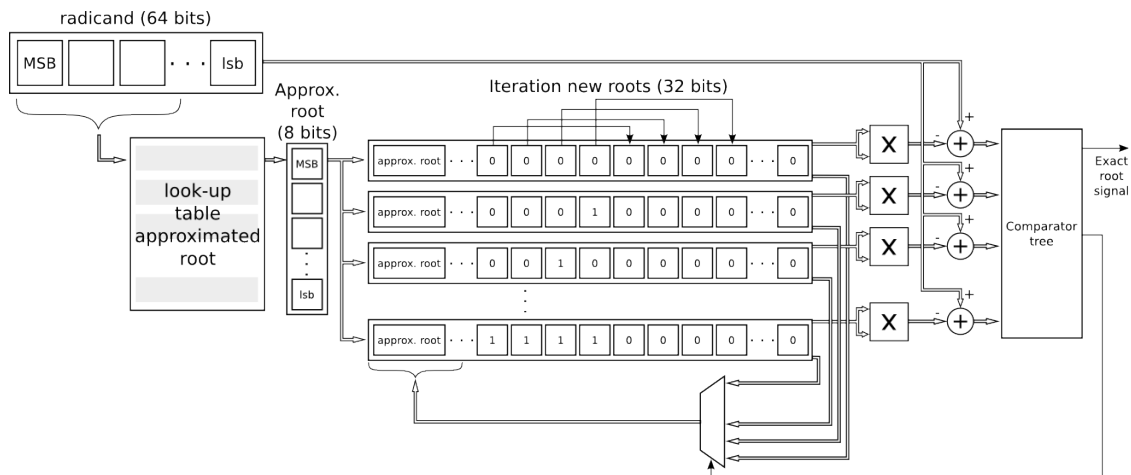 radicand (64 bits)
MSB · · · lsb
Approx.
root
(8 bits)
Iteration new roots (32 bits)
look-up
table
approximated
root
MSB
lsb
approx. root · · · 0 0 0 0 0 0 0 0 · · · 0
approx. root · · · 0 0 0 1 0 0 0 0 · · · 0
approx. root · · · 0 0 1 0 0 0 0 0 · · · 0
approx. root · · · 1 1 1 1 0 0 0 0 · · · 0
X
X
X
X
- + +
- + +
- + +
- + +
Comparator
tree
Exact
root
signal